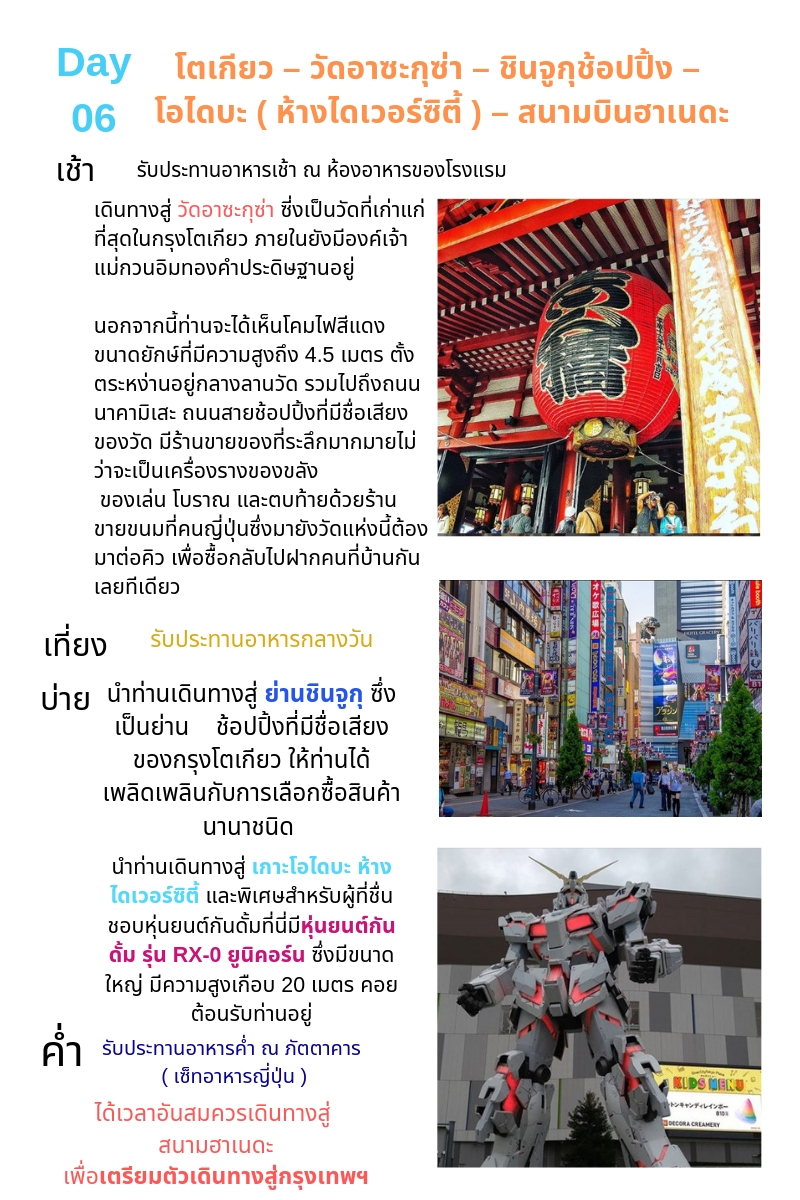 Day
06
โตเกียว – วัดอาซะกุซ่า – ชินจูกุช้อปปิ้ง –
โอไดบะ ( ห้างไดเวอร์ซิตี้ ) – สนามบินฮาเนดะ
เช้า รับประทานอาหารเช้า ณ ห้องอาหารของโรงแรม
เดินทางสู่ วัดอาซะกุซ่า ซึ่งเป็นวัดที่เก่าแก่
ที่สุดในกรุงโตเกียว ภายในยังมีองค์เจ้า
แม่กวนอิมทองคำประดิษฐานอยู่
นอกจากนี้ท่านจะได้เห็นโคมไฟสีแดง
ขนาดยักษ์ที่มีความสูงถึง 4.5 เมตร ตั้ง
ตระหง่านอยู่กลางลานวัด รวมไปถึงถนน
นาคามิเสะ ถนนสายช้อปปิ้งที่มีชื่อเสียง
ของวัด มีร้านขายของที่ระลึกมากมายไม่
ว่าจะเป็นเครื่องรางของขลัง
ของเล่น โบราณ และตบท้ายด้วยร้าน
ขายขนมที่คนญี่ปุ่นซึ่งมายังวัดแห่งนี้ต้อง
มาต่อคิว เพื่อซื้อกลับไปฝากคนที่บ้านกัน
เลยทีเดียว
เที่ยง รับประทานอาหารกลางวัน
บ่าย นำท่านเดินทางสู่ ย่านชินจูกุ ซึ่ง
เป็นย่าน ช้อปปิ้งที่มีชื่อเสียง
ของกรุงโตเกียว ให้ท่านได้
เพลิดเพลินกับการเลือกซื้อสินค้า
นานาชนิด
นำท่านเดินทางสู่ เกาะโอไดบะ ห้าง
ไดเวอร์ซิตี้ และพิเศษสำหรับผู้ที่ชื่น
ชอบหุ่นยนต์กันดั้มที่นี่มีหุ่นยนต์กัน
ดั้ม รุ่น RX-0 ยูนิคอร์น ซึ่งมีขนาด
ใหญ่ มีความสูงเกือบ 20 เมตร คอย
ต้อนรับท่านอยู่
ค่ำ รับประทานอาหารค่ำ ณ ภัตตาคาร
( เซ็ทอาหารญี่ปุ่น )
ได้เวลาอันสมควรเดินทางสู่
สนามฮาเนดะ
เพื่อเตรียมตัวเดินทางสู่กรุงเทพฯ
オケ歌広場
HOTEL GRACERY
KIDS MENU
DECORA CREAMERY